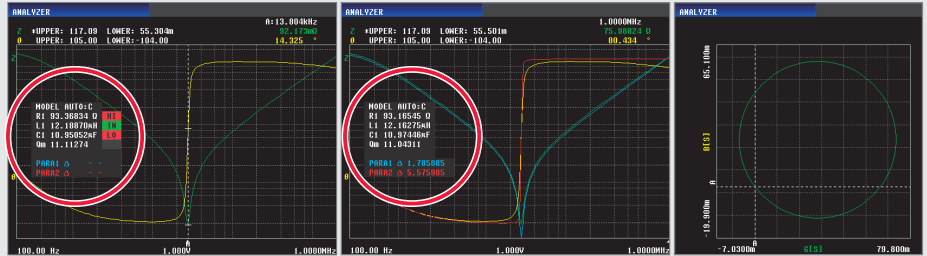 ANALYZER
A:13.804kHz
Z *UPPER: 117.09 LOWER: 55.304m 92.173mΩ
θ UPPER: 105.00 LOWER:-104.00 14.325 °
Z
MODEL AUTO:C
R1 93.36834 Ω HI
L1 12.18870mH IN
C1 10.95052nF LO
Qm 11.11274
PARA1 Δ - -
PARA2 Δ - -
θ
A
100.00 Hz 1.000V 1.0000MHz
ANALYZER
1.0000MHz
Z *UPPER: 117.09 LOWER: 55.501m 75.98824 Ω
θ UPPER: 105.00 LOWER:-104.00 80.434 °
Z
MODEL AUTO:C
R1 93.16545 Ω
L1 12.16275mH
C1 10.97446nF
Qm 11.04311
PARA1 Δ 1.785885
PARA2 Δ 5.575985
θ
100.00 Hz 1.000V 1.0000MHz
ANALYZER
65.100m
B[S]
A
-19.900m
A
-7.0300m G[S] 79.800m